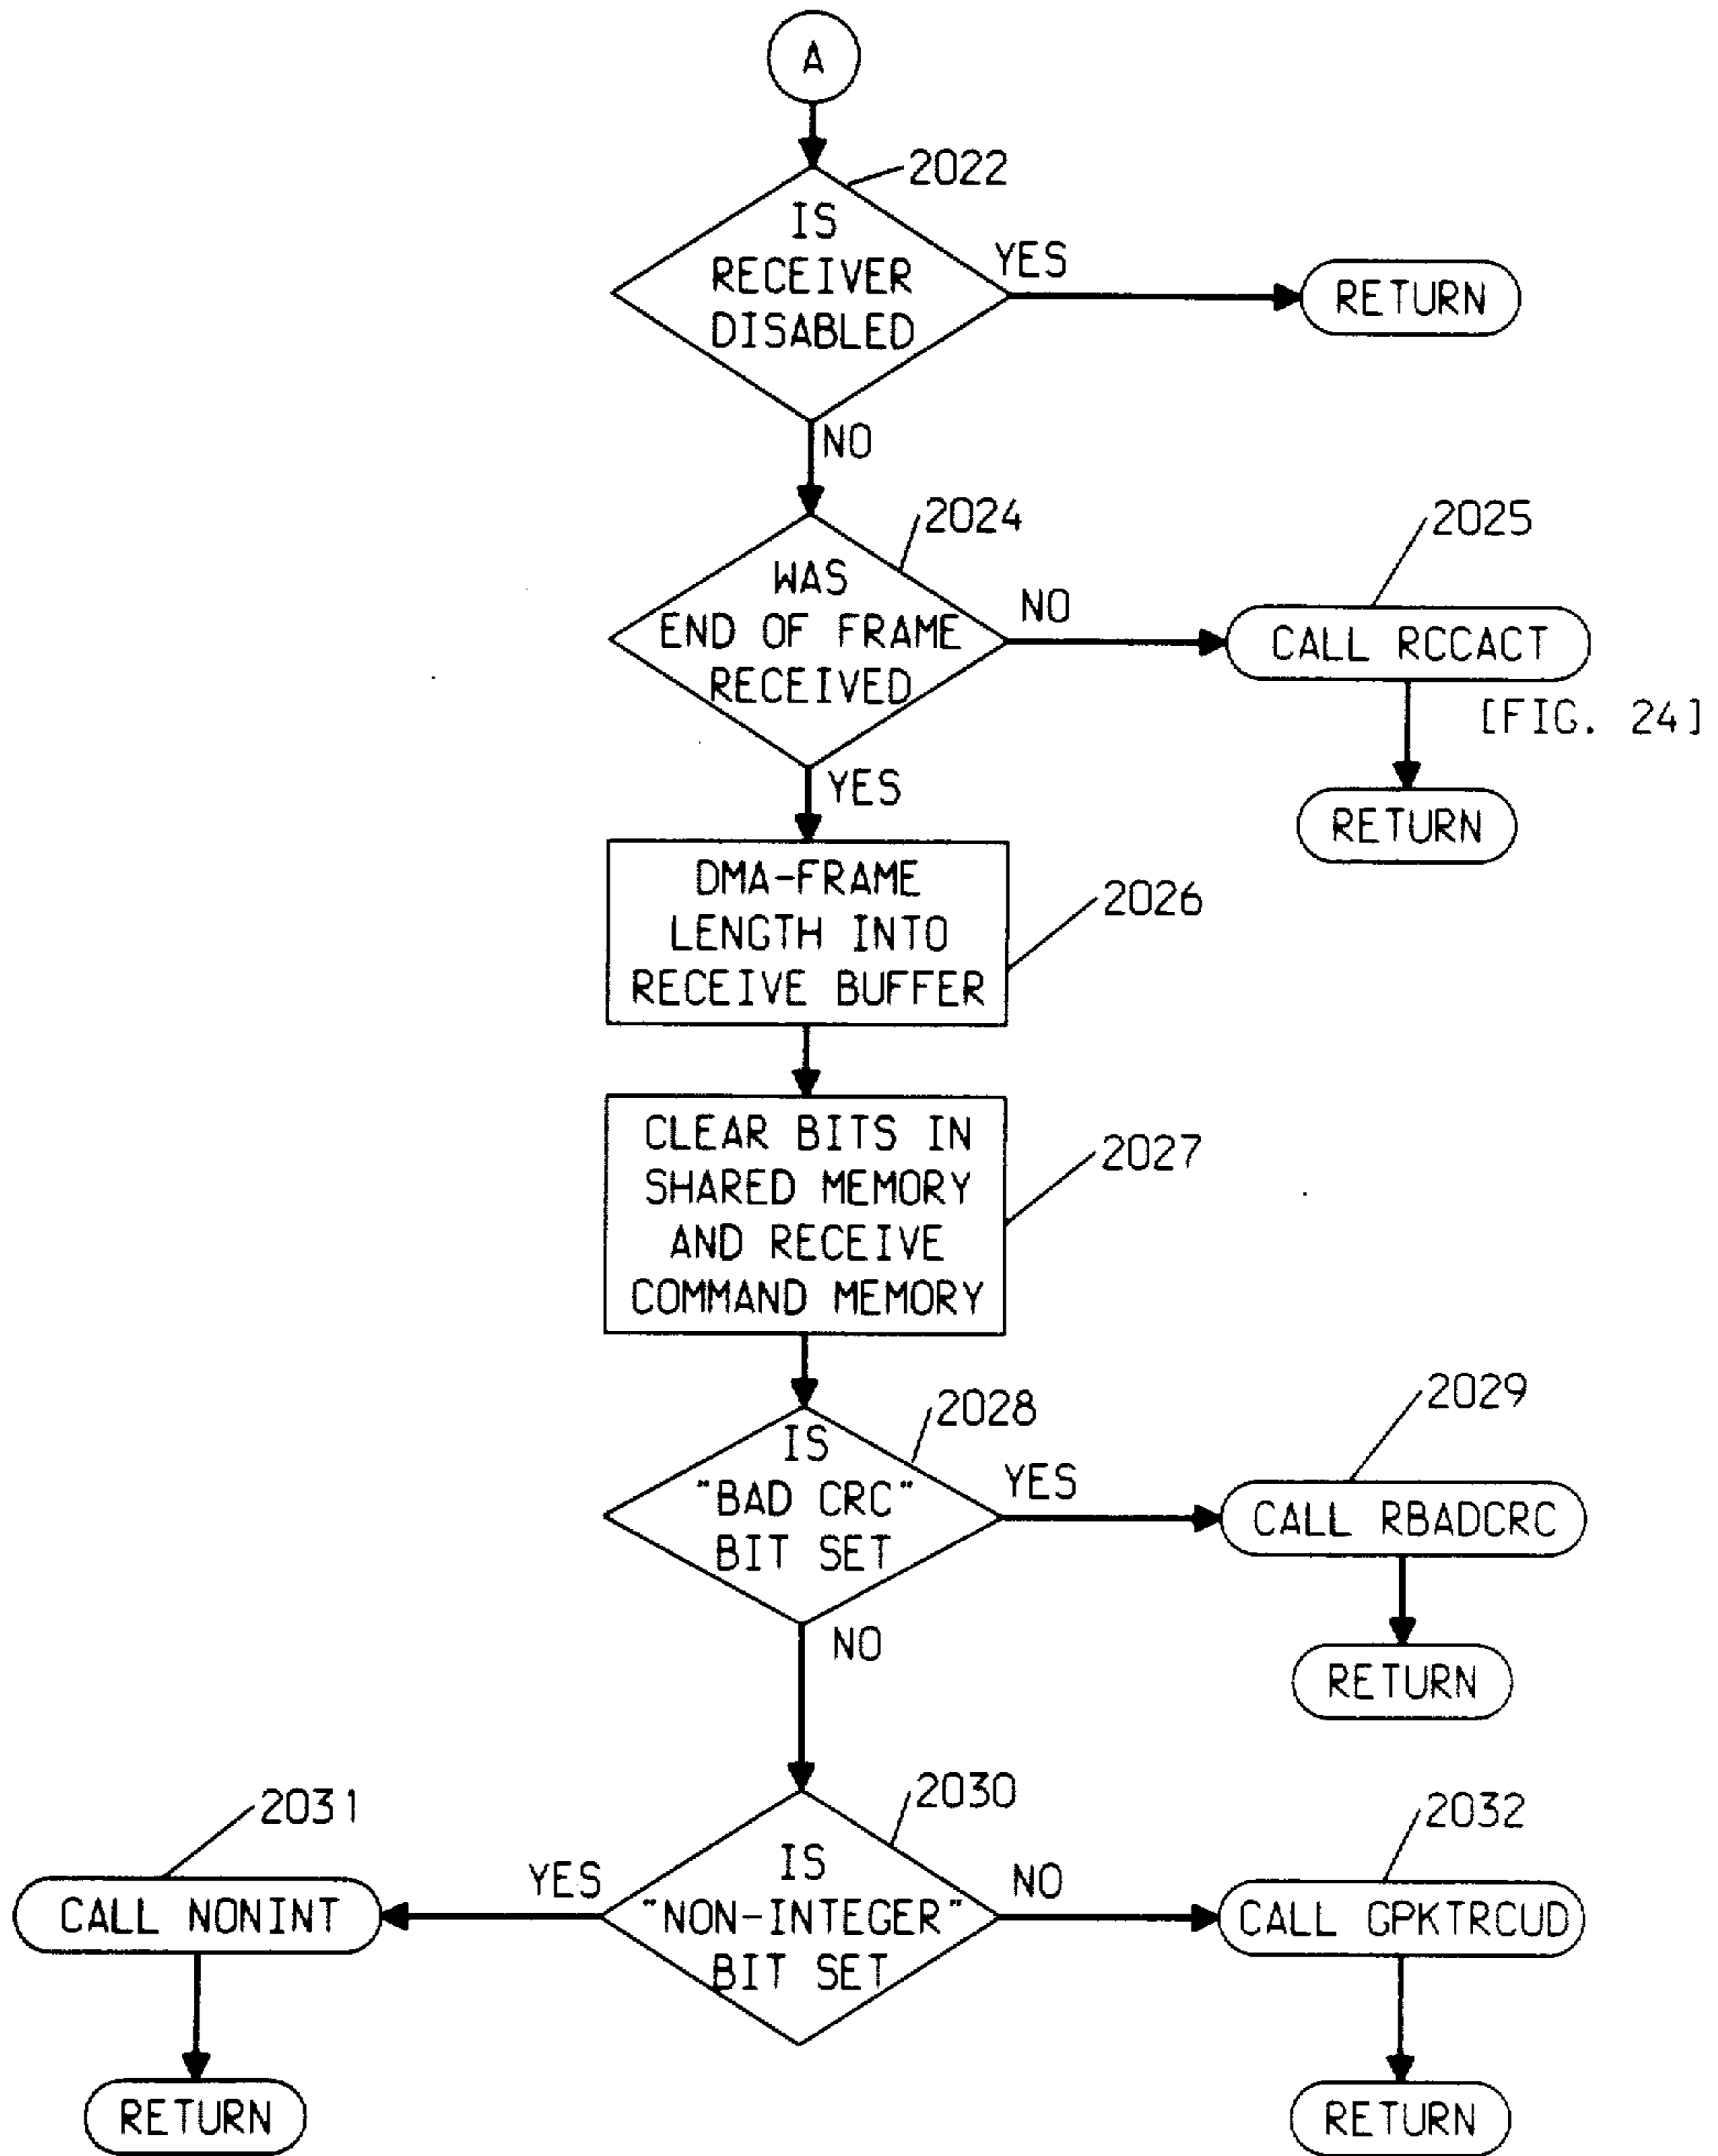 A
2022
IS
RECEIVER
DISABLED
YES
RETURN
NO
2024
WAS
END OF FRAME
RECEIVED
NO
2025
CALL RCCACT
[FIG. 24]
RETURN
YES
DMA-FRAME
LENGTH INTO
RECEIVE BUFFER
2026
CLEAR BITS IN
SHARED MEMORY
AND RECEIVE
COMMAND MEMORY
2027
2028
IS
"BAD CRC"
BIT SET
YES
2029
CALL RBADCRC
RETURN
NO
2030
IS
"NON-INTEGER"
BIT SET
YES
2031
CALL NONINT
RETURN
NO
2032
CALL GPKTRCUD
RETURN